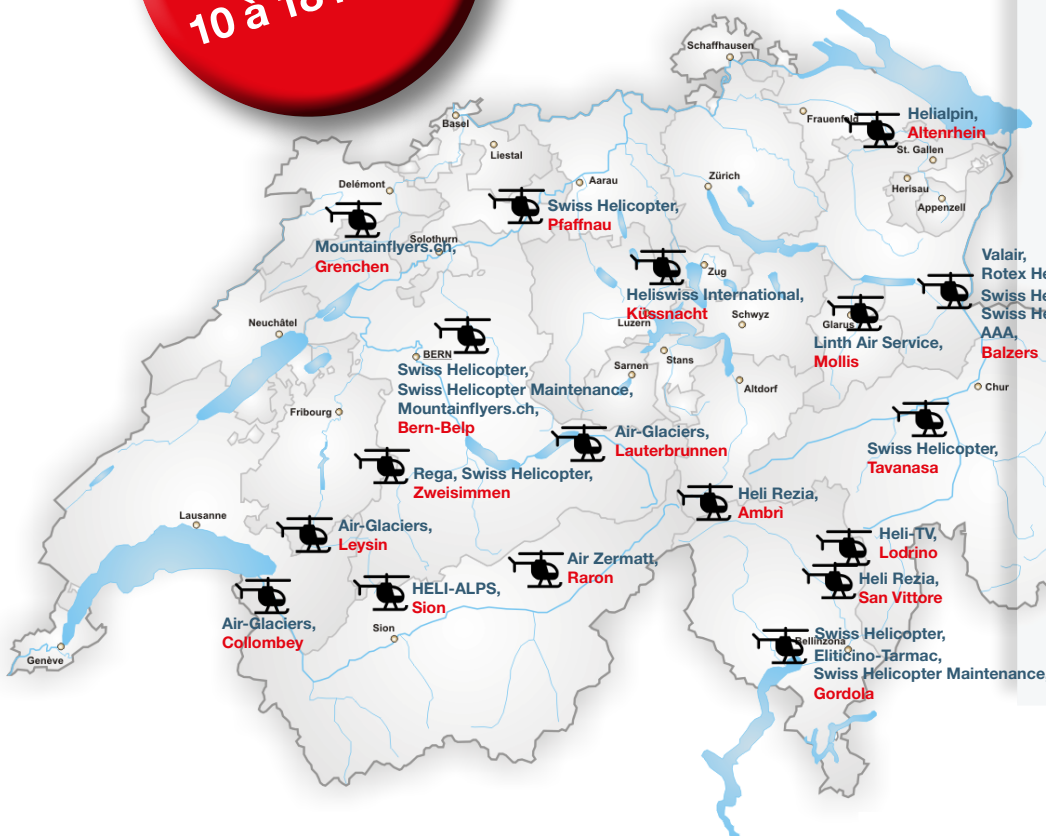 10 à 18
Schaffhausen
Basel
Frauenfeld
Helialpin,
Altenrhein
St. Gallen
Liestal
Herisau
Appenzell
Delémont
Aarau
Zürich
Swiss Helicopter,
Pfaffnau
Solothurn
Mountainflyers.ch,
Grenchen
Zug
Valair,
Rotex
Swiss
Swiss
AAA,
Balzers
Heliswiss International,
Küssnacht
Luzern
Schwyz
Glarus
Linth Air Service,
Mollis
Neuchâtel
BERN
Swiss Helicopter,
Swiss Helicopter Maintenance,
Mountainflyers.ch,
Bern-Belp
Sarnen
Stans
Altdorf
Chur
Fribourg
Air-Glaciers,
Lauterbrunnen
Swiss Helicopter,
Tavanasa
Rega, Swiss Helicopter,
Zweisimmen
Heli Rezia,
Ambrì
Lausanne
Air-Glaciers,
Leysin
Heli-TV,
Lodrino
Air Zermatt,
Raron
Heli Rezia,
San Vittore
HELI-ALPS,
Sion
Sion
Air-Glaciers,
Collombey
Genève
Bellinzona
Swiss Helicopter,
Eliticino-Tarmac,
Swiss Helicopter Maintenance
Gordola